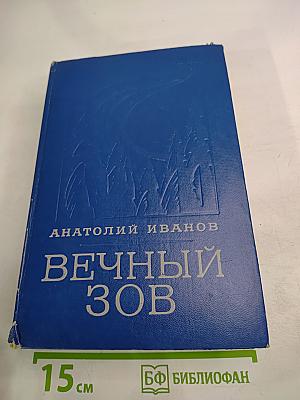 АНАТОЛИЙ ИВАНОВ
ВЕЧНЫЙ
ЗОВ
15 см
БФ БИБЛИОФАН